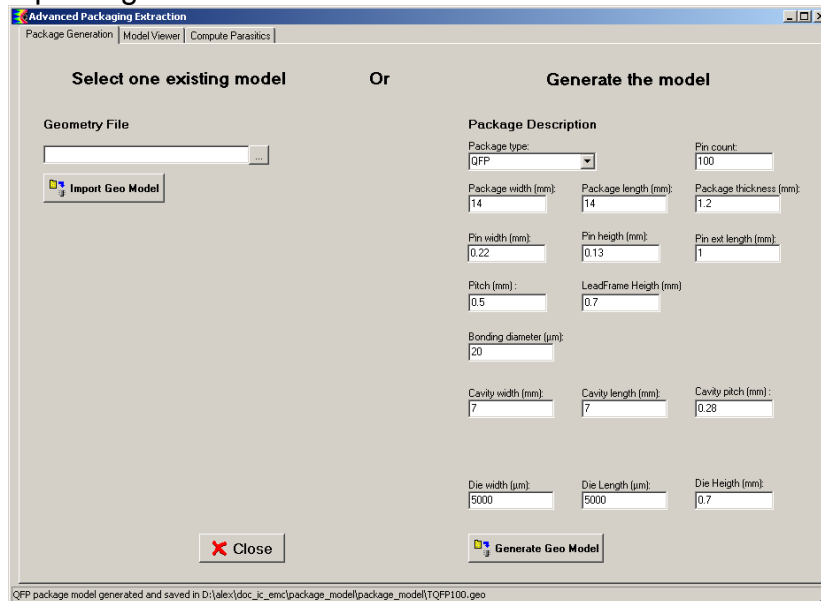 Advanced Packaging Extraction
Package Generation Model Viewer Compute Parasitics
Select one existing model Or Generate the model
Geometry File
...
Import Geo Model
Package Description
Package type: Pin count:
QFP 100
Package width (mm): Package length (mm): Package thickness (mm):
14 14 1.2
Pin width (mm): Pin heigth (mm): Pin ext length (mm):
0.22 0.13 1
Pitch (mm) : LeadFrame Heigth (mm)
0.5 0.7
Bonding diameter (µm):
20
Cavity width (mm): Cavity length (mm): Cavity pitch (mm) :
7 7 0.28
Die width (µm): Die Length (µm): Die Heigth (mm):
5000 5000 0.7
Close Generate Geo Model
QFP package model generated and saved in D:\alex\doc_ic_emc\package_model\package_model\TQFP100.geo